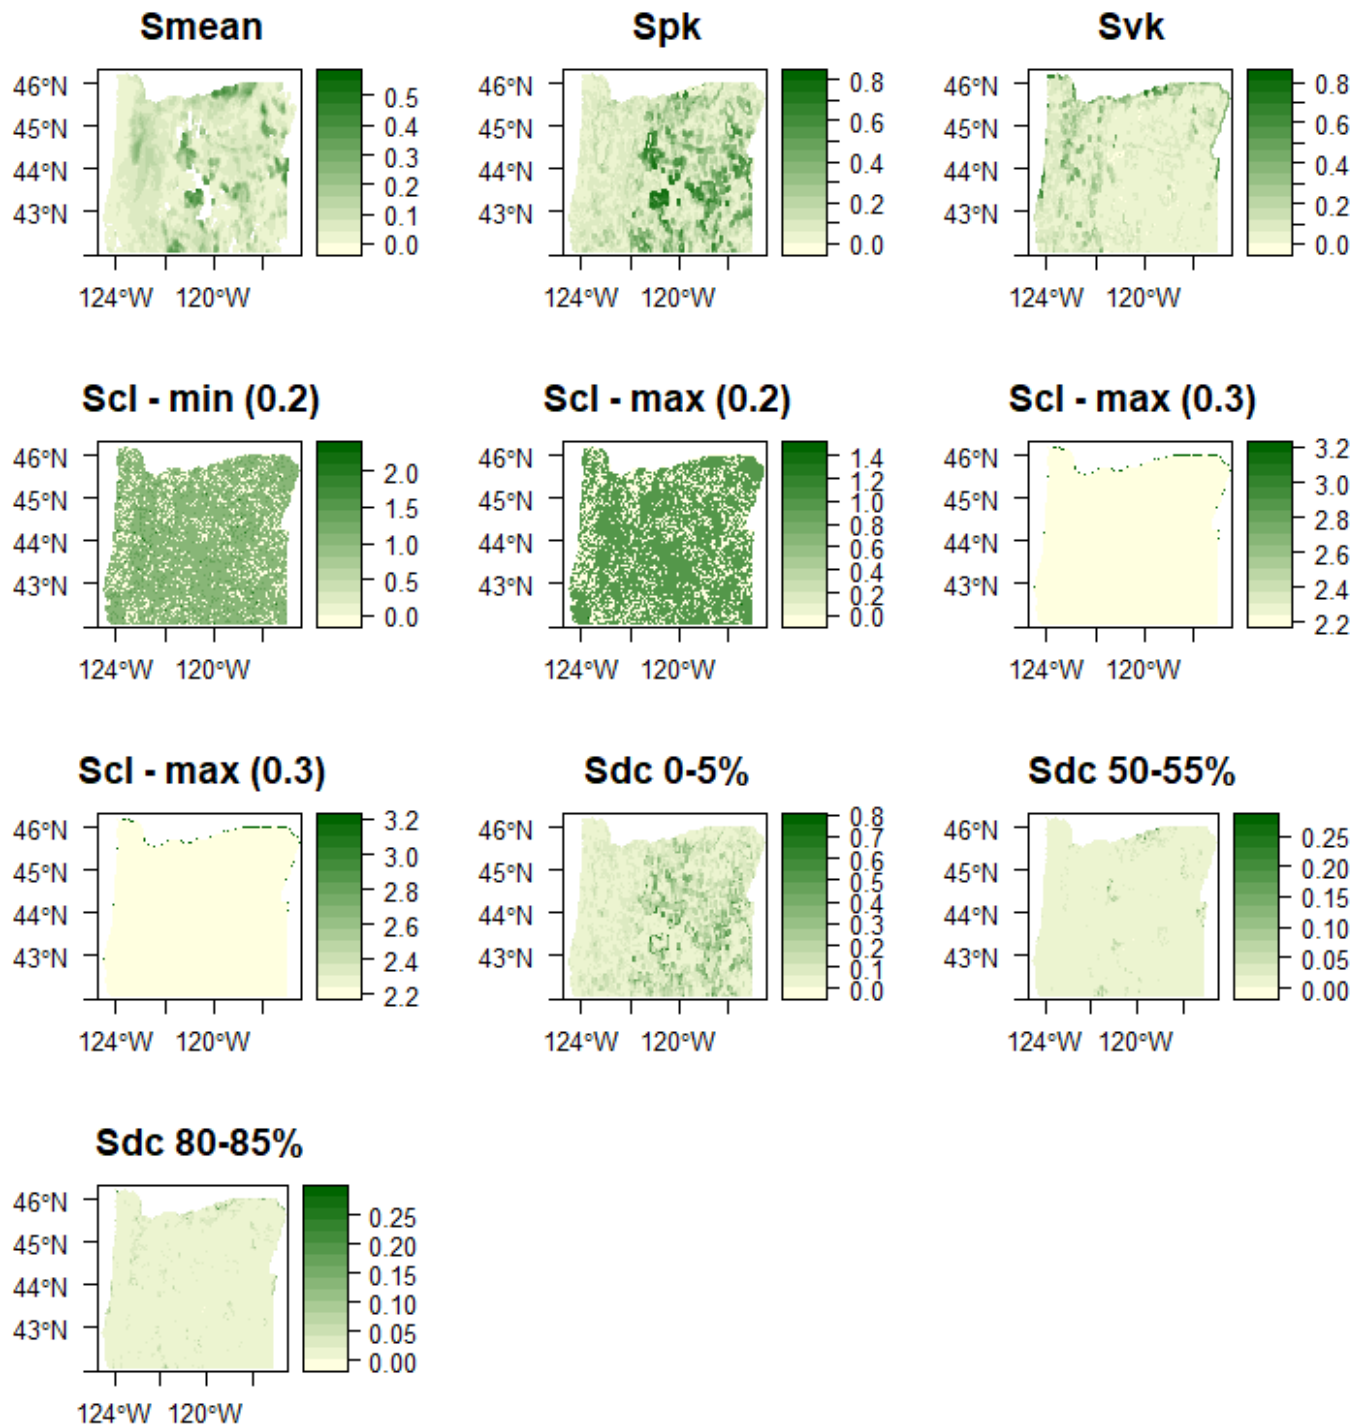 Smean
46°N
45°N
44°N
43°N
124°W 120°W
0.5
0.4
0.3
0.2
0.1
0.0
Spk
46°N
45°N
44°N
43°N
124°W 120°W
0.8
0.6
0.4
0.2
0.0
Svk
46°N
45°N
44°N
43°N
124°W 120°W
0.8
0.6
0.4
0.2
0.0
Scl - min (0.2)
46°N
45°N
44°N
43°N
124°W 120°W
2.0
1.5
1.0
0.5
0.0
Scl - max (0.2)
46°N
45°N
44°N
43°N
124°W 120°W
1.4
1.2
1.0
0.8
0.6
0.4
0.2
0.0
Scl - max (0.3)
46°N
45°N
44°N
43°N
124°W 120°W
3.2
3.0
2.8
2.6
2.4
2.2
Scl - max (0.3)
46°N
45°N
44°N
43°N
124°W 120°W
3.2
3.0
2.8
2.6
2.4
2.2
Sdc 0-5%
46°N
45°N
44°N
43°N
124°W 120°W
0.8
0.7
0.6
0.5
0.4
0.3
0.2
0.1
0.0
Sdc 50-55%
46°N
45°N
44°N
43°N
124°W 120°W
0.25
0.20
0.15
0.10
0.05
0.00
Sdc 80-85%
46°N
45°N
44°N
43°N
124°W 120°W
0.25
0.20
0.15
0.10
0.05
0.00